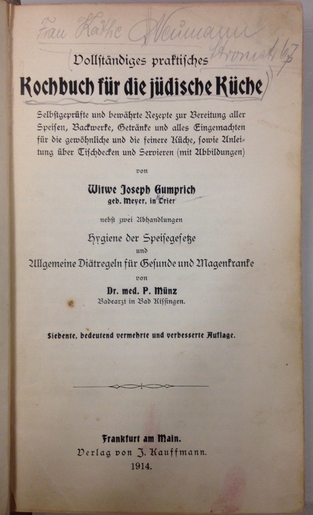 Frau Käthe Neumann
Vollständiges praktisches
Kochbuch für die jüdische Küche
Selbstgeprüfte und bewährte Rezepte zur Bereitung aller
Speisen, Backwerke, Getränke und alles Eingemachten
für die gewöhnliche und die feinere Küche, sowie Anlei-
tung über Tischdecken und Servieren (mit Abbildungen)
von
Witwe Joseph Gumprich
geb. Meyer, in Trier
nebst zwei Abhandlungen
Hygiene der Speisegesetze
und
Allgemeine Diätregeln für Gesunde und Magenkranke
von
Dr. med. P. Münz
Badearzt in Bad Kissingen.
Siebente, bedeutend vermehrte und verbesserte Auflage.
Frankfurt am Main.
Verlag von J. Kauffmann.
1914.